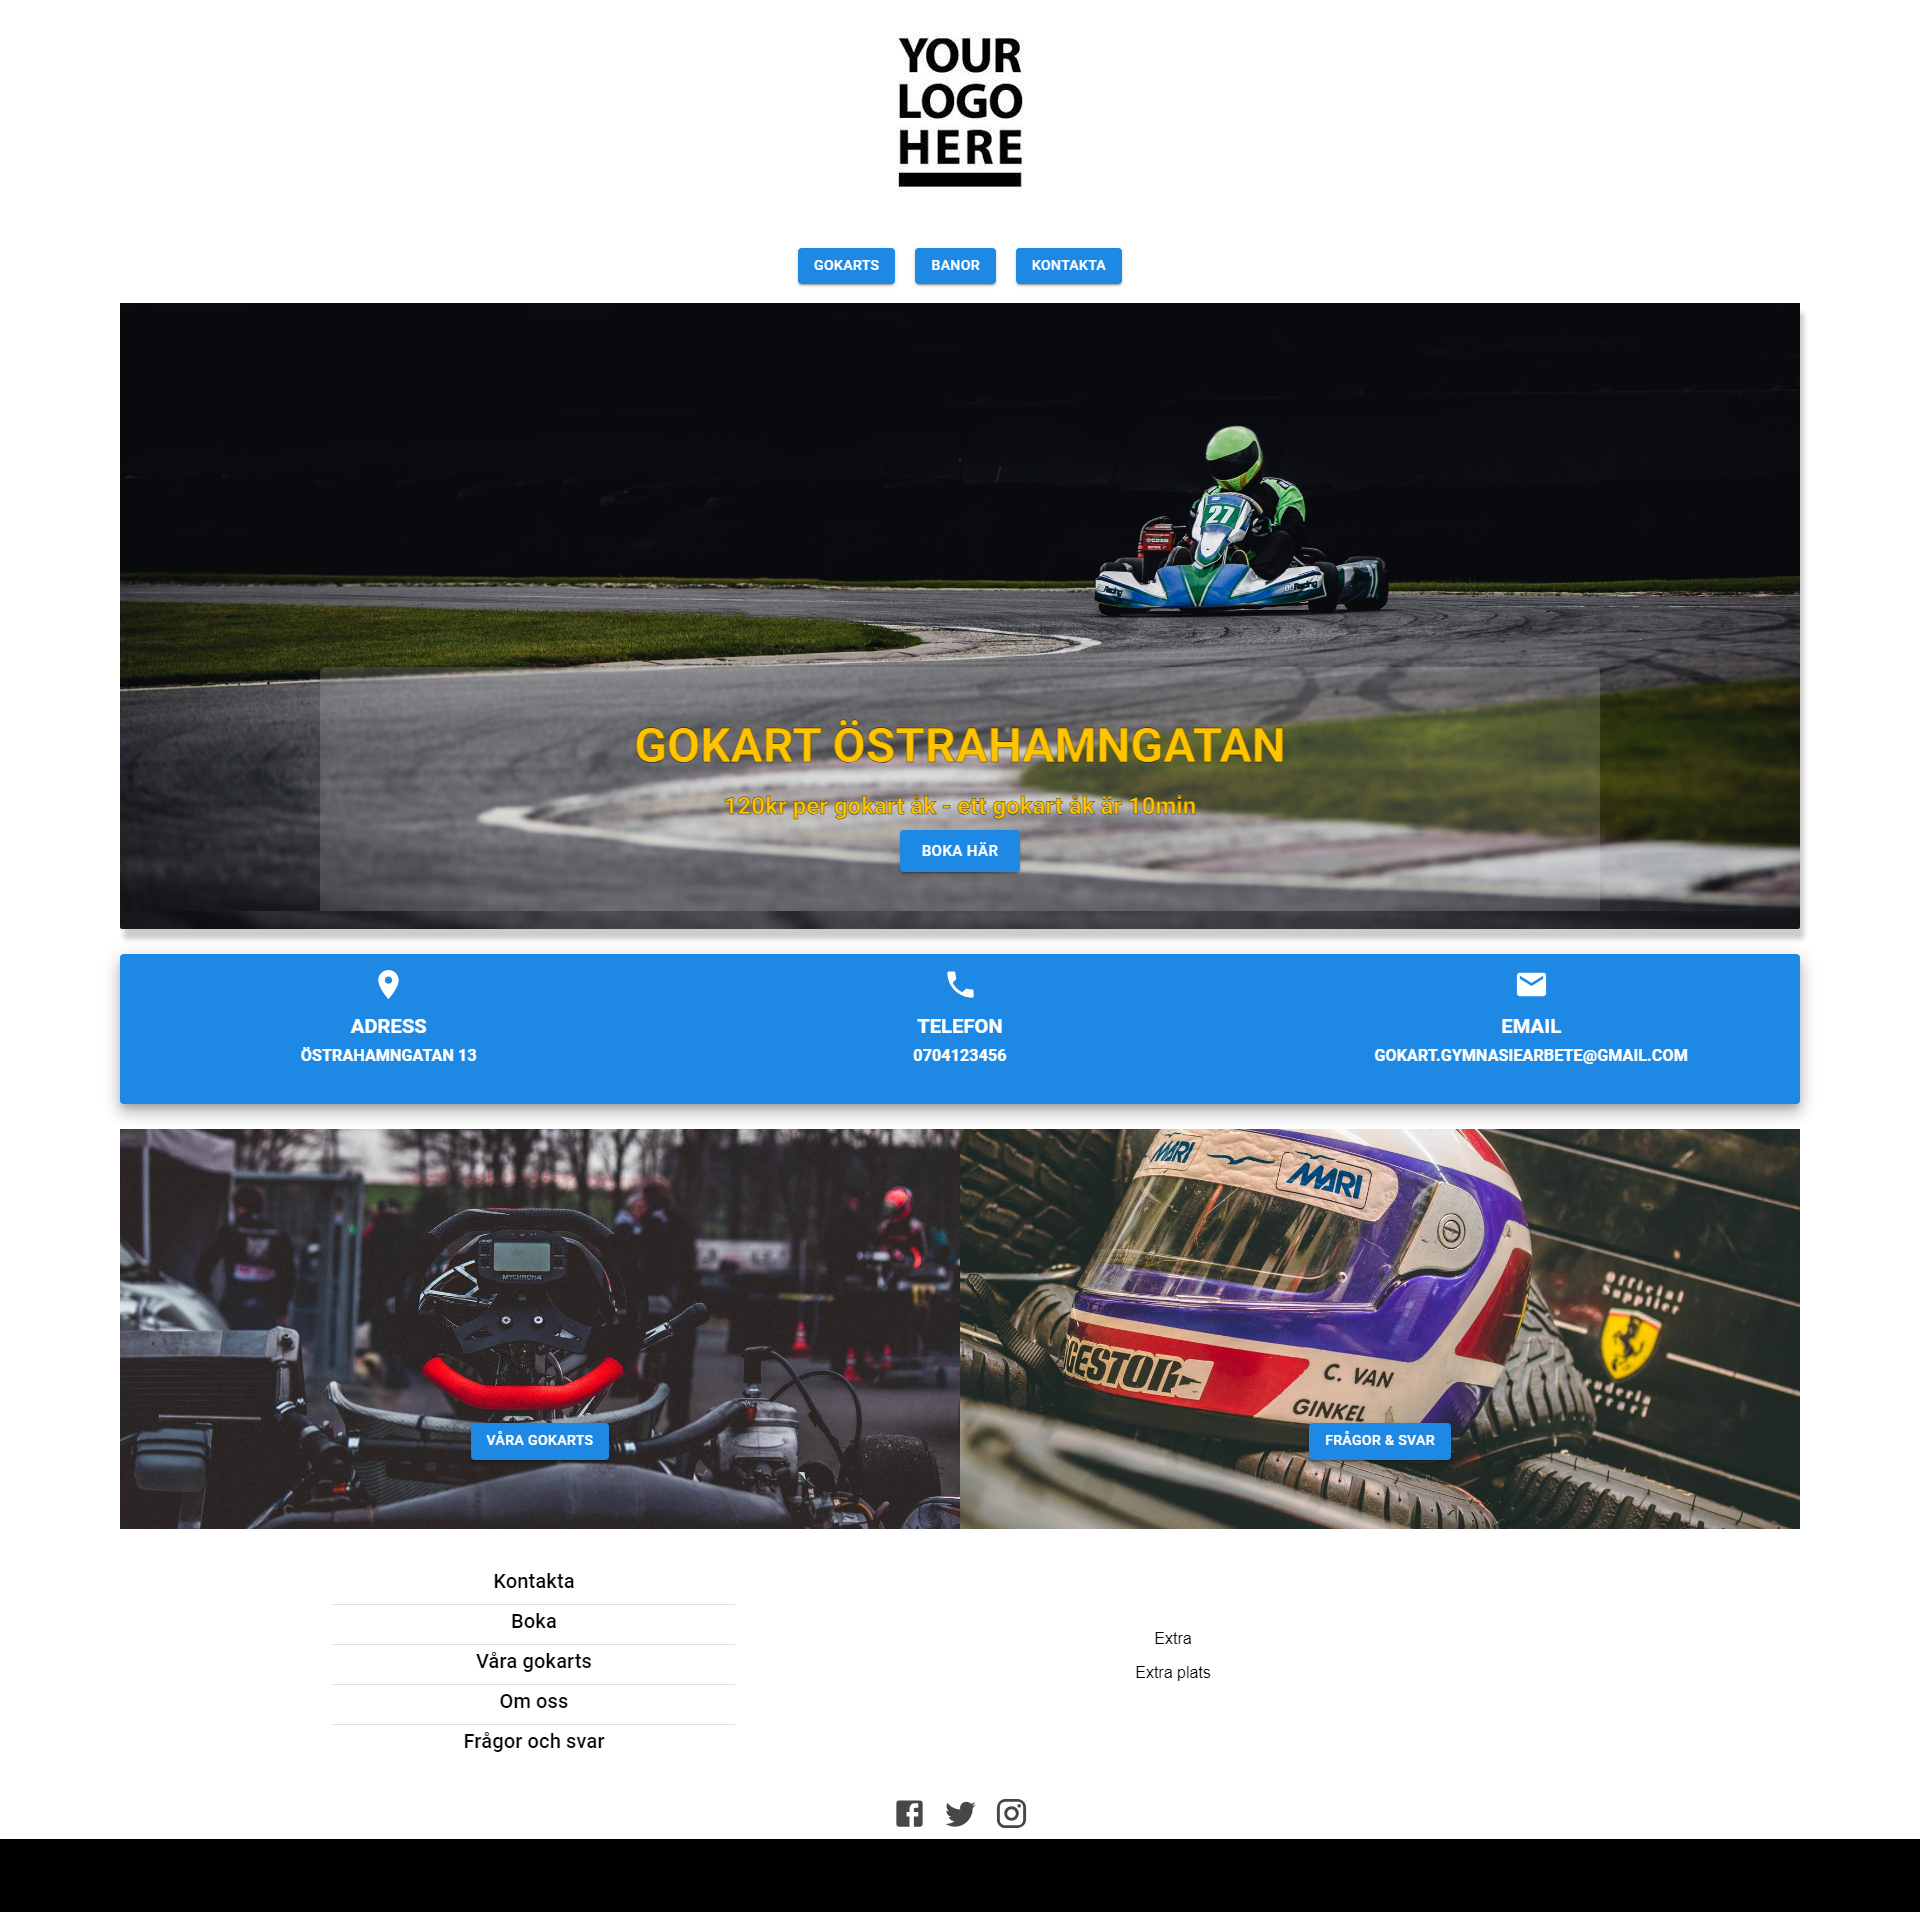 YOUR
LOGO
HERE
GOKARTS BANOR KONTAKTA
27
GOKART ÖSTRAHAMNGATAN
120kr per gokart åk - ett gokart åk är 10min
BOKA HÄR
ADRESS
ÖSTRAHAMNGATAN 13
TELEFON
0704123456
EMAIL
GOKART.GYMNASIEARBETE@GMAIL.COM
MYCHRON4
VÅRA GOKARTS
MARI
MARI
Official
Supplier
C. VAN
GINKEL
FRÅGOR & SVAR
Kontakta
Boka
Våra gokarts
Om oss
Frågor och svar
Extra
Extra plats